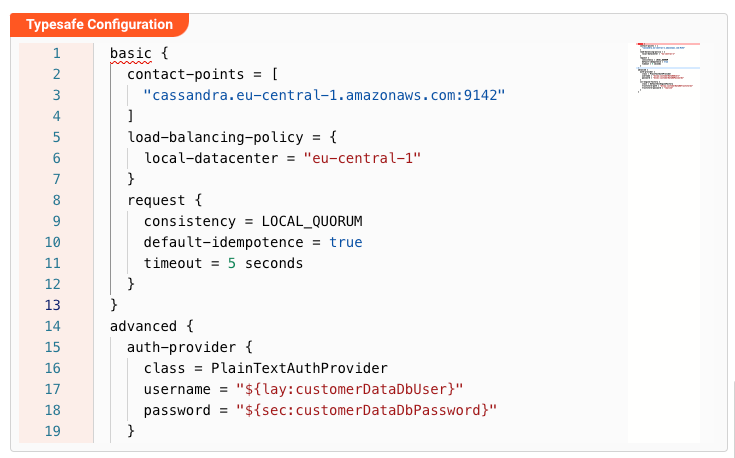 Typesafe Configuration
1 basic {
2   contact-points = [
3     "cassandra.eu-central-1.amazonaws.com:9142"
4   ]
5   load-balancing-policy = {
6     local-datacenter = "eu-central-1"
7   }
8   request {
9     consistency = LOCAL_QUORUM
10     default-idempotence = true
11     timeout = 5 seconds
12   }
13 }
14 advanced {
15   auth-provider {
16     class = PlainTextAuthProvider
17     username = "${lay:customerDataDbUser}"
18     password = "${sec:customerDataDbPassword}"
19   }